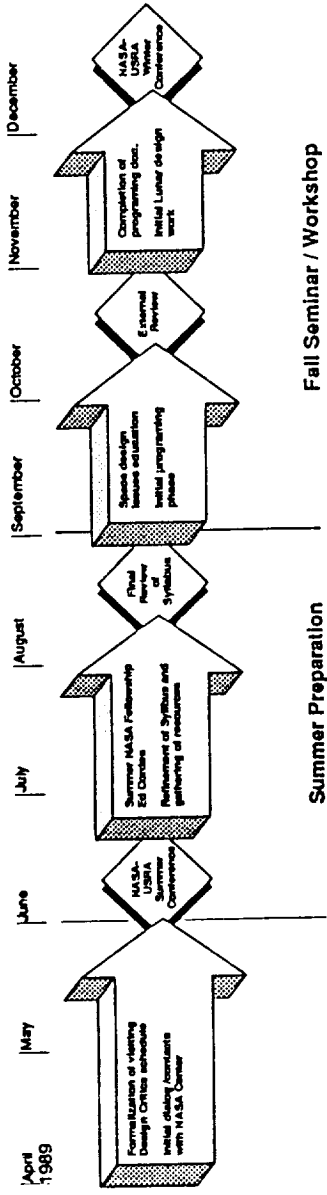 April
1989
May
June
July
August
September
October
November
December
Formalization of visiting
Design Critics schedule
Initial dialog/contacts
with NASA Center
NASA-
USRA
Summer
Conference
Summer NASA Fellowship
Ed Cordes
Refinement of Syllbus and
gathering of resources
Final
Review
of
Syllabus
Space design
issues education
Initial programing
phase
External
Review
Completion of
programing doc.
Initial Lunar design
work
NASA-
USRA
Winter
Conference
Summer Preparation
Fall Seminar / Workshop